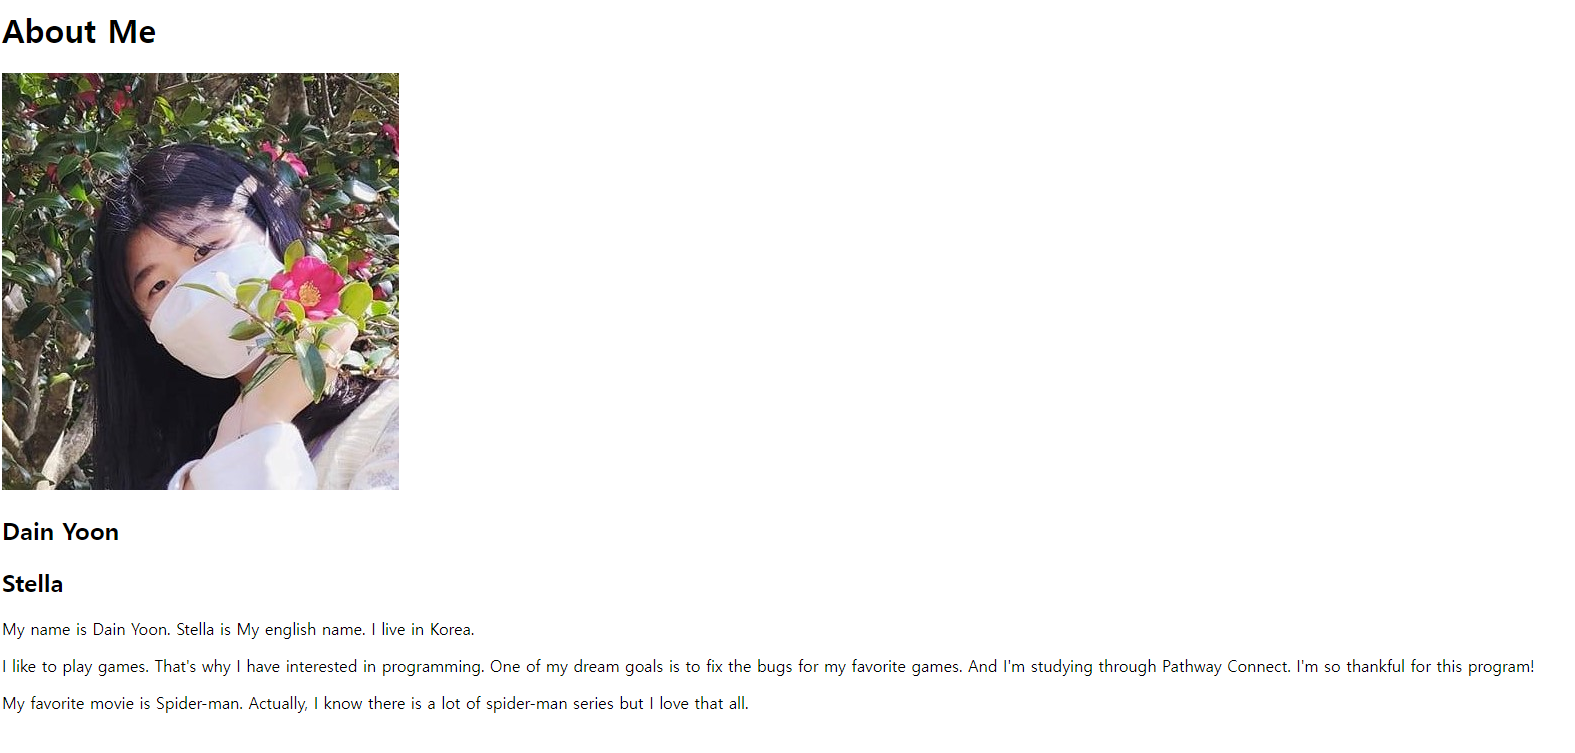 About Me
Dain Yoon
Stella
My name is Dain Yoon. Stella is My english name. I live in Korea.
I like to play games. That's why I have interested in programming. One of my dream goals is to fix the bugs for my favorite games. And I'm studying through Pathway Connect. I'm so thankful for this program!
My favorite movie is Spider-man. Actually, I know there is a lot of spider-man series but I love that all.